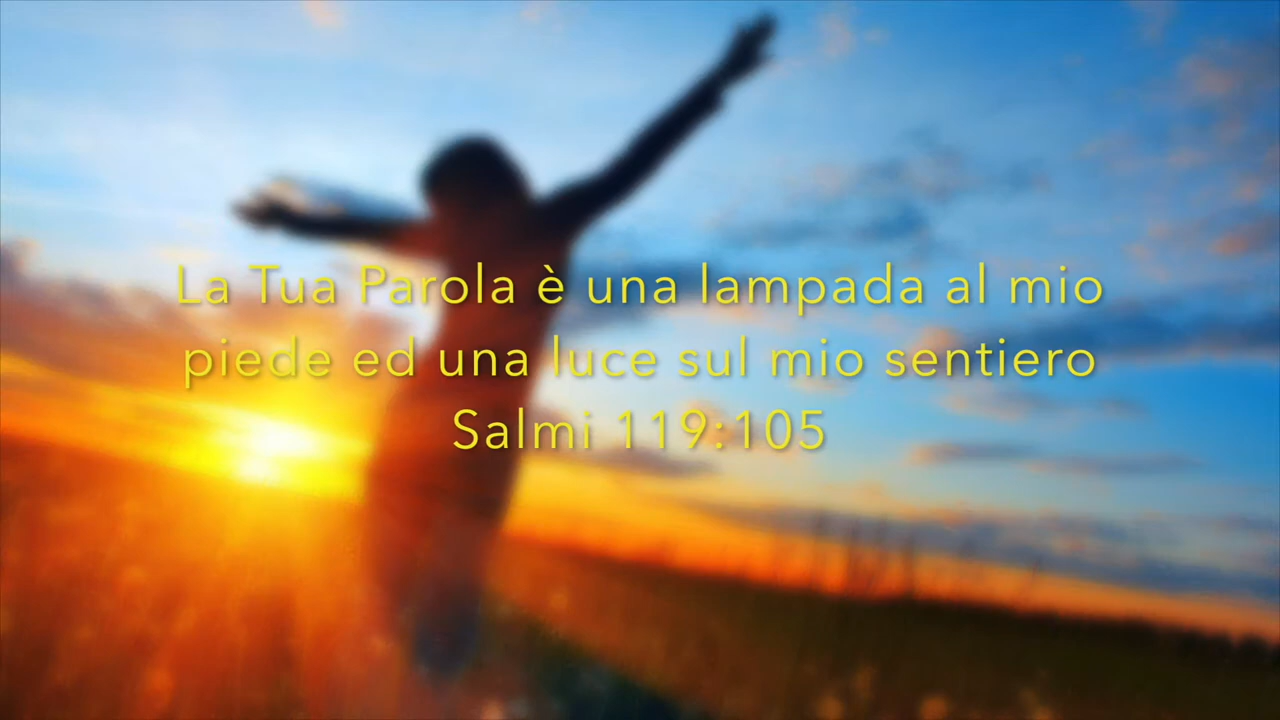 La Tua Parola è una lampada al mio
piede ed una luce sul mio sentiero
Salmi 119:105